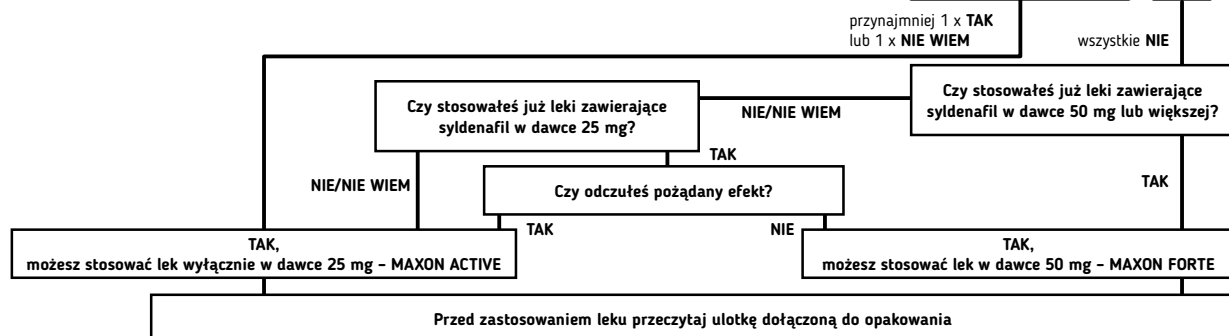 przynajmniej 1 x TAK
lub 1 x NIE WIEM
wszystkie NIE
Czy stosowałeś już leki zawierające
syldenafil w dawce 50 mg lub większej?
Czy stosowałeś już leki zawierające
syldenafil w dawce 25 mg?
NIE/NIE WIEM
TAK
NIE/NIE WIEM
Czy odczułeś pożądany efekt?
TAK
TAK
NIE
TAK,
możesz stosować lek wyłącznie w dawce 25 mg – MAXON ACTIVE
TAK,
możesz stosować lek w dawce 50 mg – MAXON FORTE
Przed zastosowaniem leku przeczytaj ulotkę dołączoną do opakowania